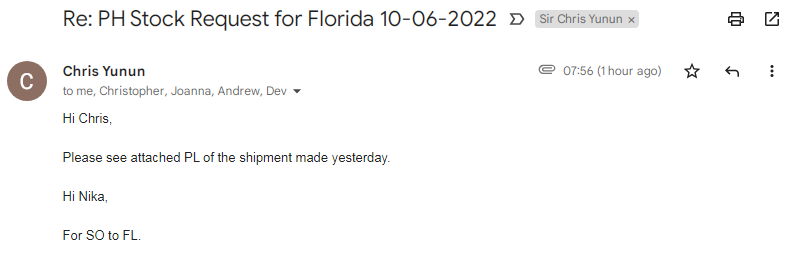 Re: PH Stock Request for Florida 10-06-2022 Sir Chris Yunun ×
C
Chris Yunun 07:56 (1 hour ago)
to me, Christopher, Joanna, Andrew, Dev
Hi Chris,
Please see attached PL of the shipment made yesterday.
Hi Nika,
For SO to FL.